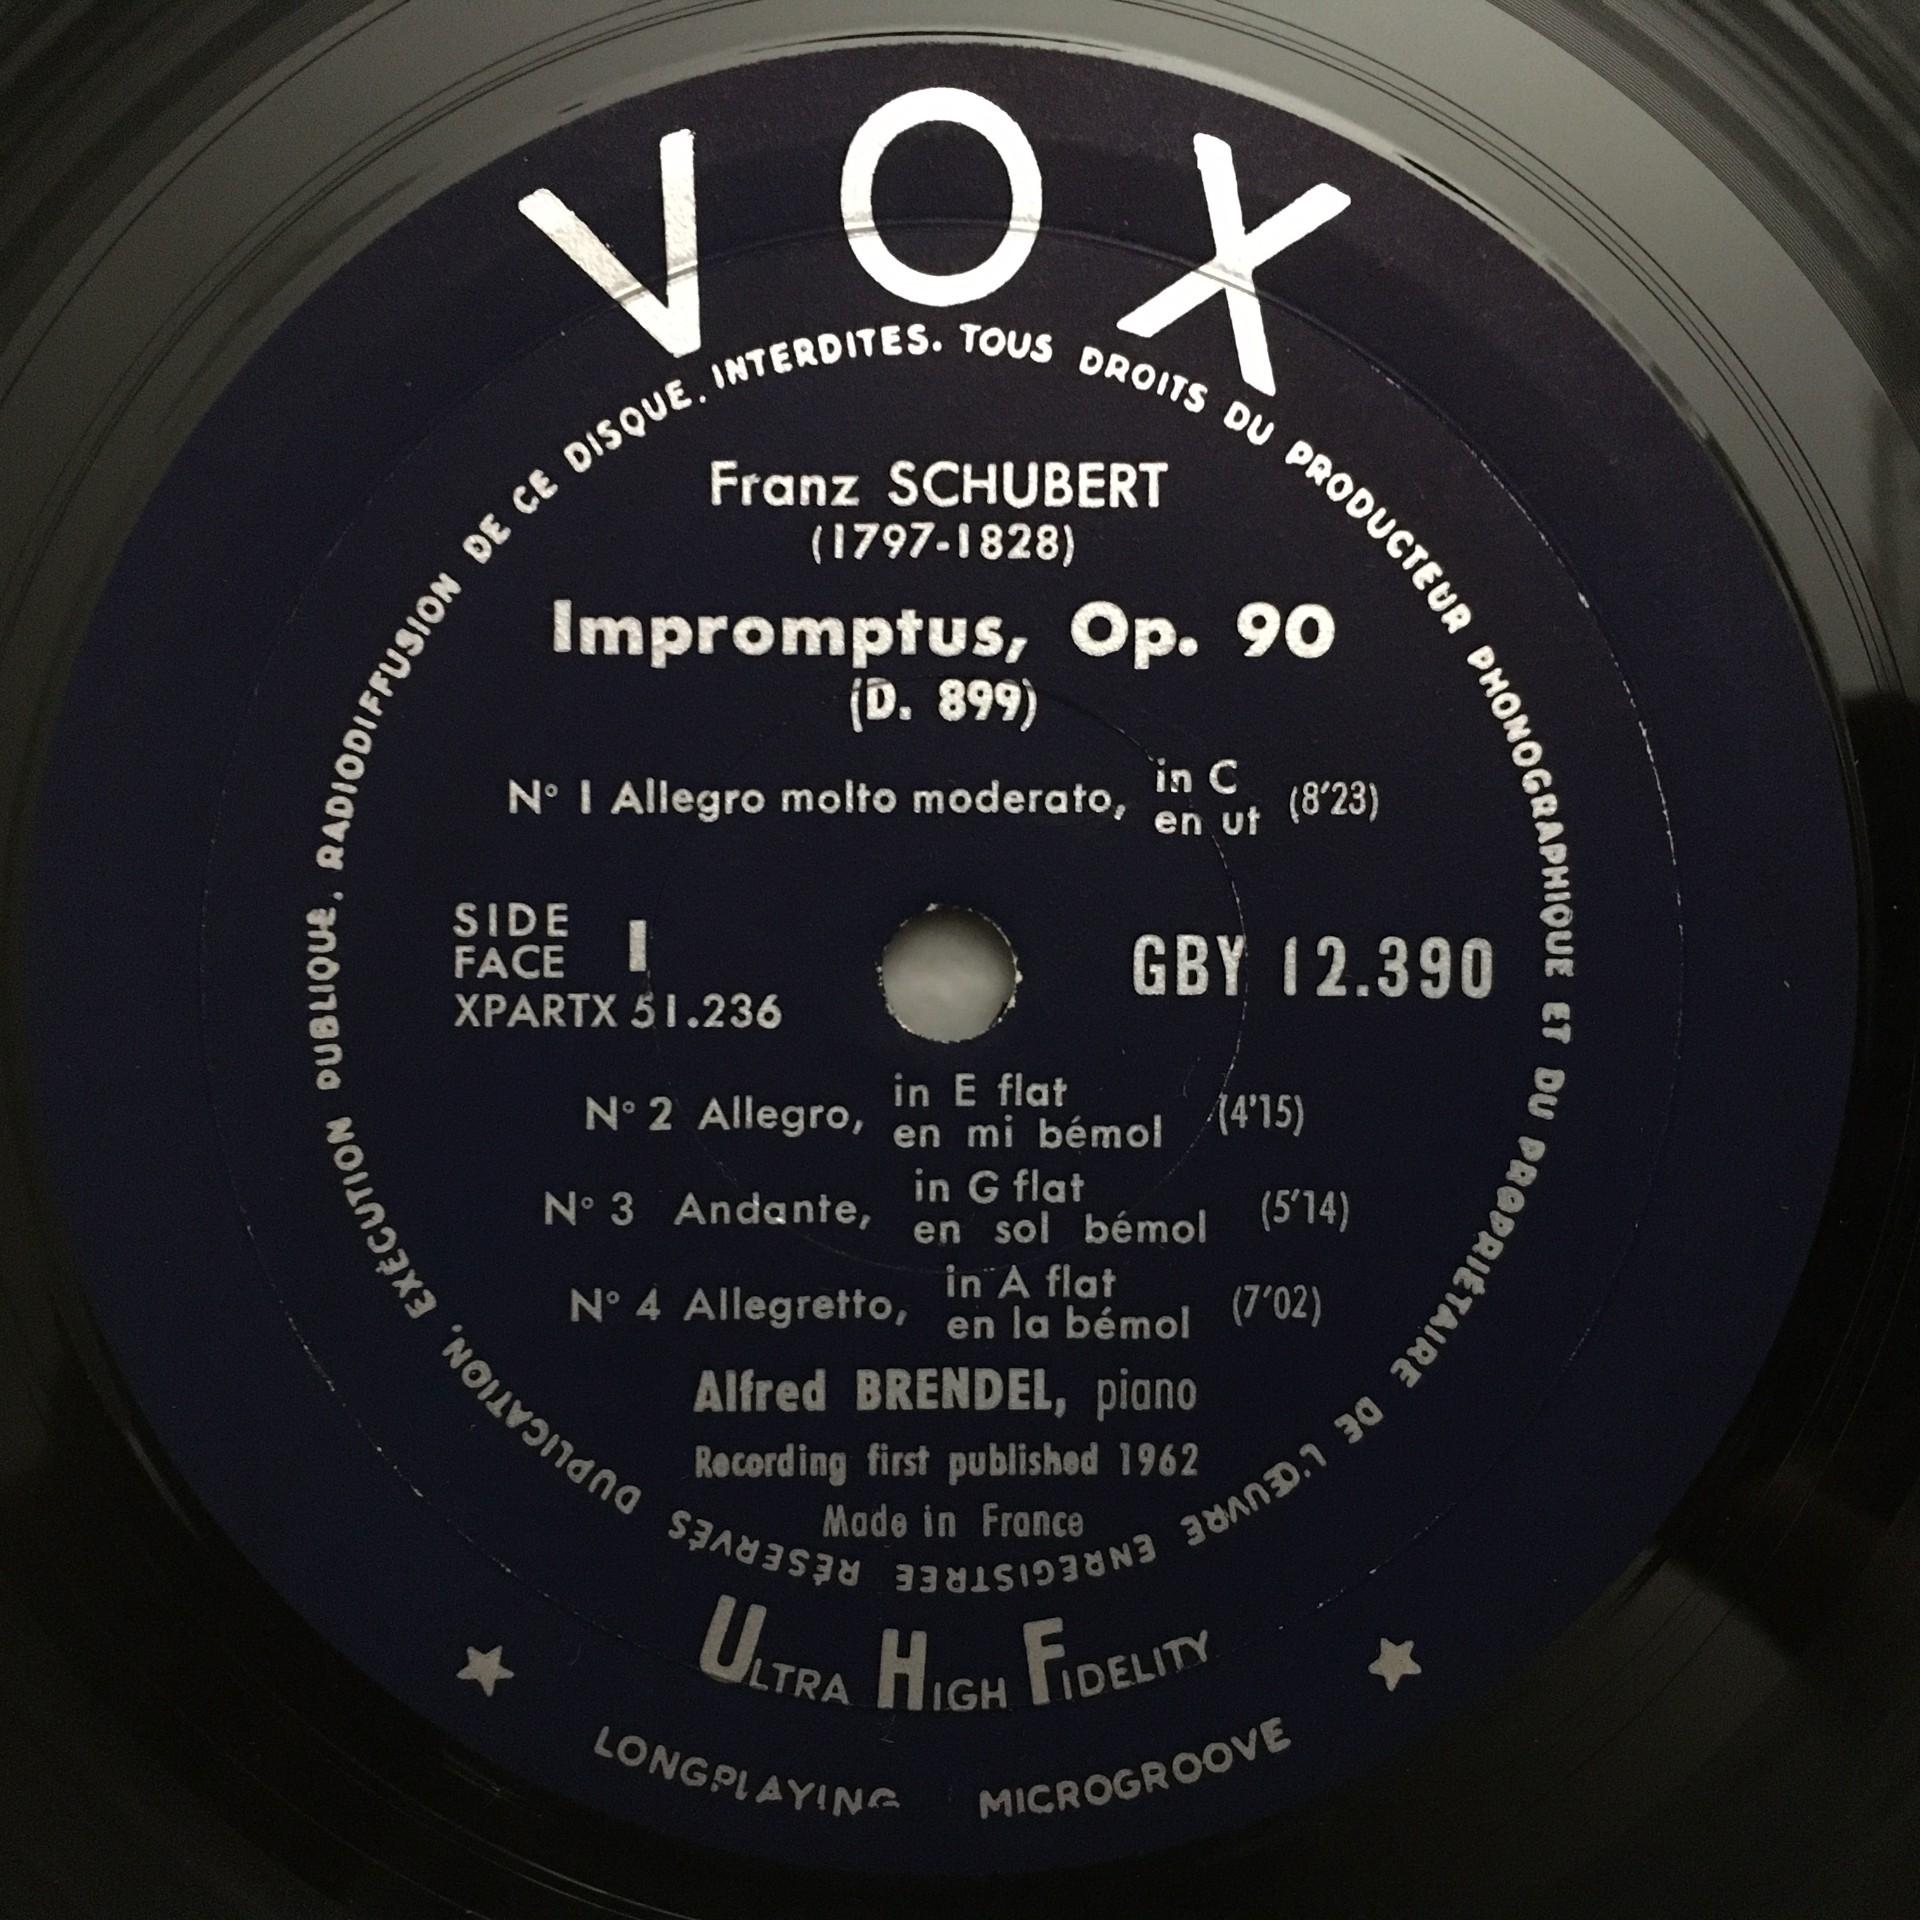 VOX
Franz SCHUBERT
(1797-1828)
Impromptus, Op. 90
(D. 899)
N° 1 Allegro molto moderato, in C (8'23)
en ut
SIDE
FACE I
XPARTX 51.236
GBY 12.390
N° 2 Allegro, in E flat (4'15)
en mi bémol
N° 3 Andante, in G flat (5'14)
en sol bémol
N° 4 Allegretto, in A flat (7'02)
en la bémol
Alfred BRENDEL, piano
Recording first published 1962
Made in France
TOUS DROITS DU PRODUCTEUR PHONOGRAPHIQUE ET DU PROPRIÉTAIRE DE L'ŒUVRE ENREGISTREE RÉSERVÉS DUPLICATION, EXÉCUTION PUBLIQUE, RADIODIFFUSION DE CE DISQUE, INTERDITES.
ULTRA HIGH FIDELITY
LONGPLAYING MICROGROOVE